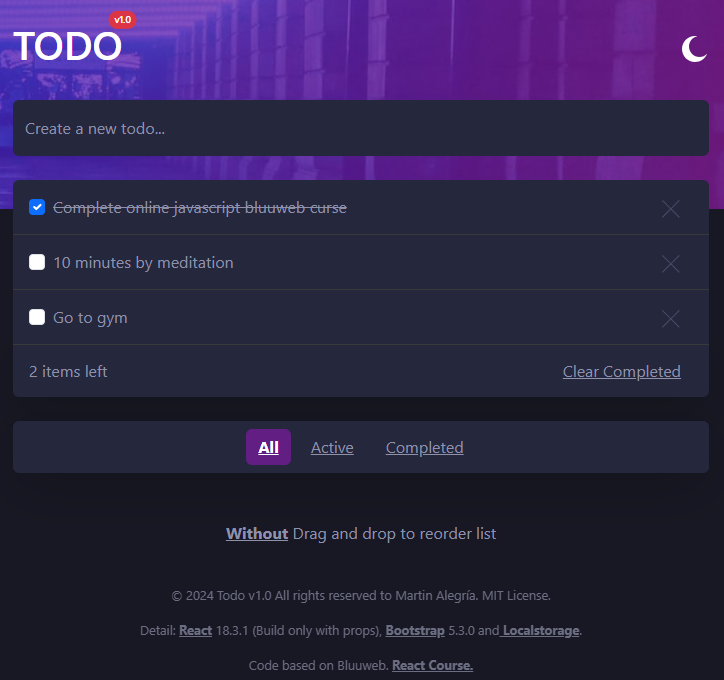 v1.0
TODO
Create a new todo...
Complete online javascript bluuweb curse
10 minutes by meditation
Go to gym
2 items left Clear Completed
All Active Completed
Without Drag and drop to reorder list
© 2024 Todo v1.0 All rights reserved to Martin Alegría. MIT License.
Detail: React 18.3.1 (Build only with props), Bootstrap 5.3.0 and Localstorage.
Code based on Bluuweb. React Course.